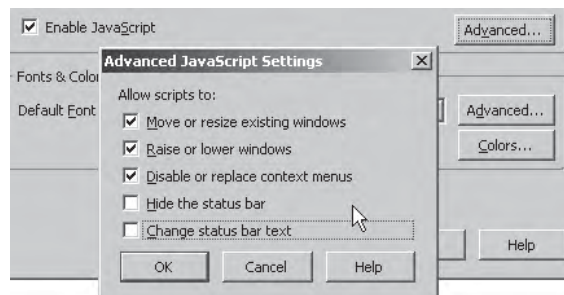 Enable JavaScript
Advanced...
Advanced JavaScript Settings
Fonts & Color
Allow scripts to:
Default Font
Move or resize existing windows
Advanced...
Raise or lower windows
Colors...
Disable or replace context menus
Hide the status bar
Change status bar text
Help
OK
Cancel
Help